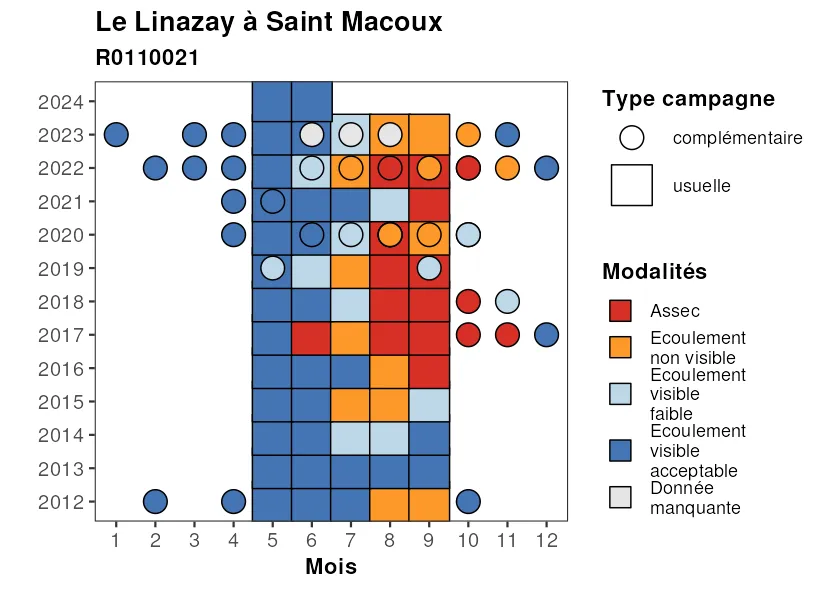 Le Linazay à Saint Macoux
R0110021
2024
2023
2022
2021
2020
2019
2018
2017
2016
2015
2014
2013
2012
1 2 3 4 5 6 7 8 9 10 11 12
Mois
Type campagne
complémentaire
usuelle
Modalités
Assec
Ecoulement
non visible
Ecoulement
visible
faible
Ecoulement
visible
acceptable
Donnée
manquante